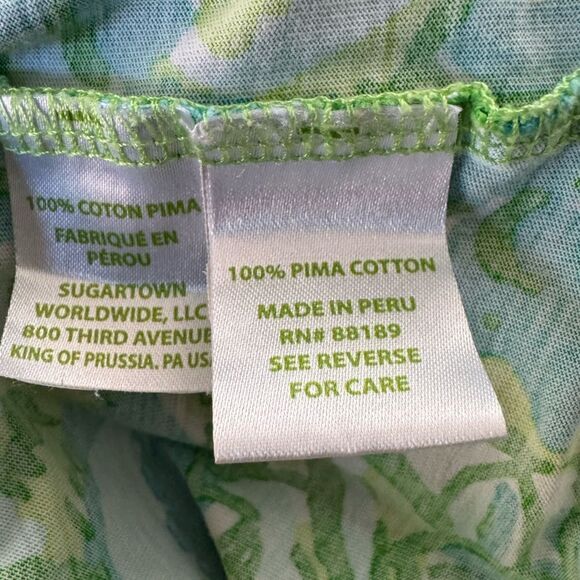 100% COTON PIMA
FABRIQUÉ EN
PÉROU
SUGARTOWN
WORLDWIDE, LLC
800 THIRD AVENUE
KING OF PRUSSIA. PA US
100% PIMA COTTON
MADE IN PERU
RN# 88189
SEE REVERSE
FOR CARE